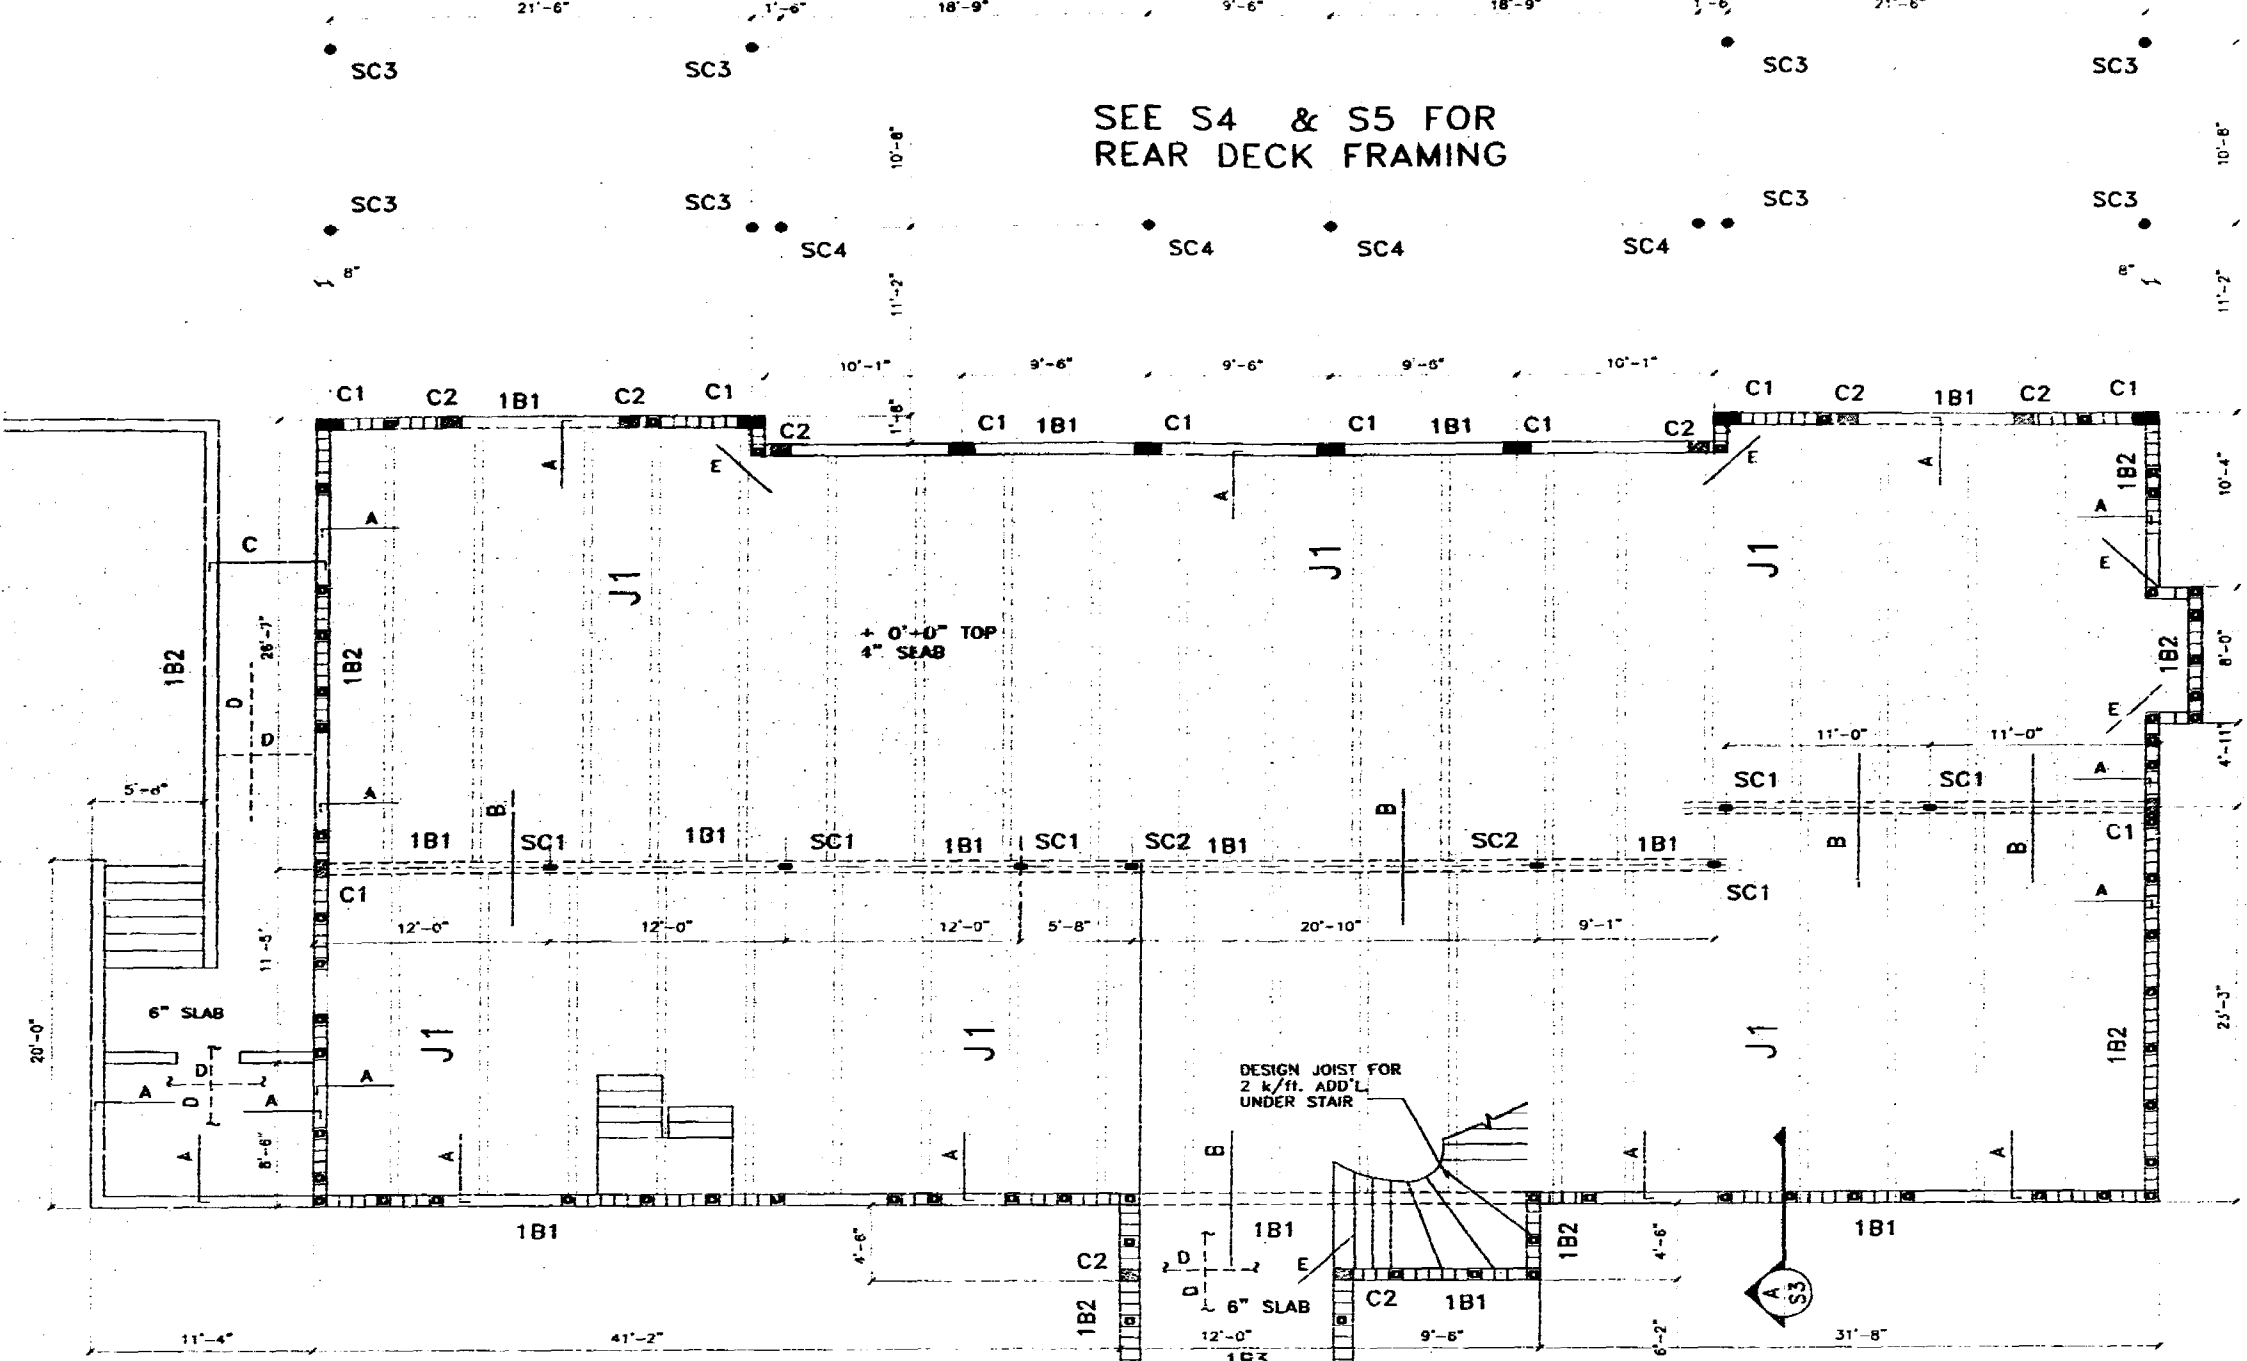 21'-6" 1'-6" 18'-9" 9'-6" 18'-9" 1'-6 21'-6"
SC3 SC3 SC3 SC3
SEE S4 & S5 FOR
REAR DECK FRAMING
10'-8" 10'-8"
SC3 SC3 SC3 SC3
SC4 SC4 SC4 SC4
8" 8"
11'-2" 11'-2"
10'-1" 9'-6" 9'-6" 9'-6" 10'-1"
C1 C2 1B1 C2 C1 C1 C2 1B1 C2 C1
1'-6"
C2 C1 1B1 C1 C1 1B1 C1 C2
A E A E A 1B2 10'-4"
A A
C E
J1 J1 J1
+ 0'-0" TOP
4" SLAB
1B2 26'-7" 1B2 1B2 8'-0"
D E
D 11'-0" 11'-0" 4'-11"
5'-8" A SC1 SC1 A
B B
1B1 SC1 1B1 SC1 1B1 SC1 SC2 1B1 SC2 1B1 B B C1
C1 SC1 A
12'-0" 12'-0" 12'-0" 5'-8" 20'-10" 9'-1"
11'-5"
6" SLAB
20'-0" J1 J1 J1 1B2 25'-3"
DESIGN JOIST FOR
2 k/ft. ADD'L
UNDER STAIR
D A
A D A
A 8'-6" A A B A A
1B1 4'-6" 1B1 1B2 4'-6" 1B1
C2 D E
D 6" SLAB C2 1B1 A
S3
1B2
11'-4" 41'-2" 12'-0" 9'-6" 6'-2" 31'-8"
1B3